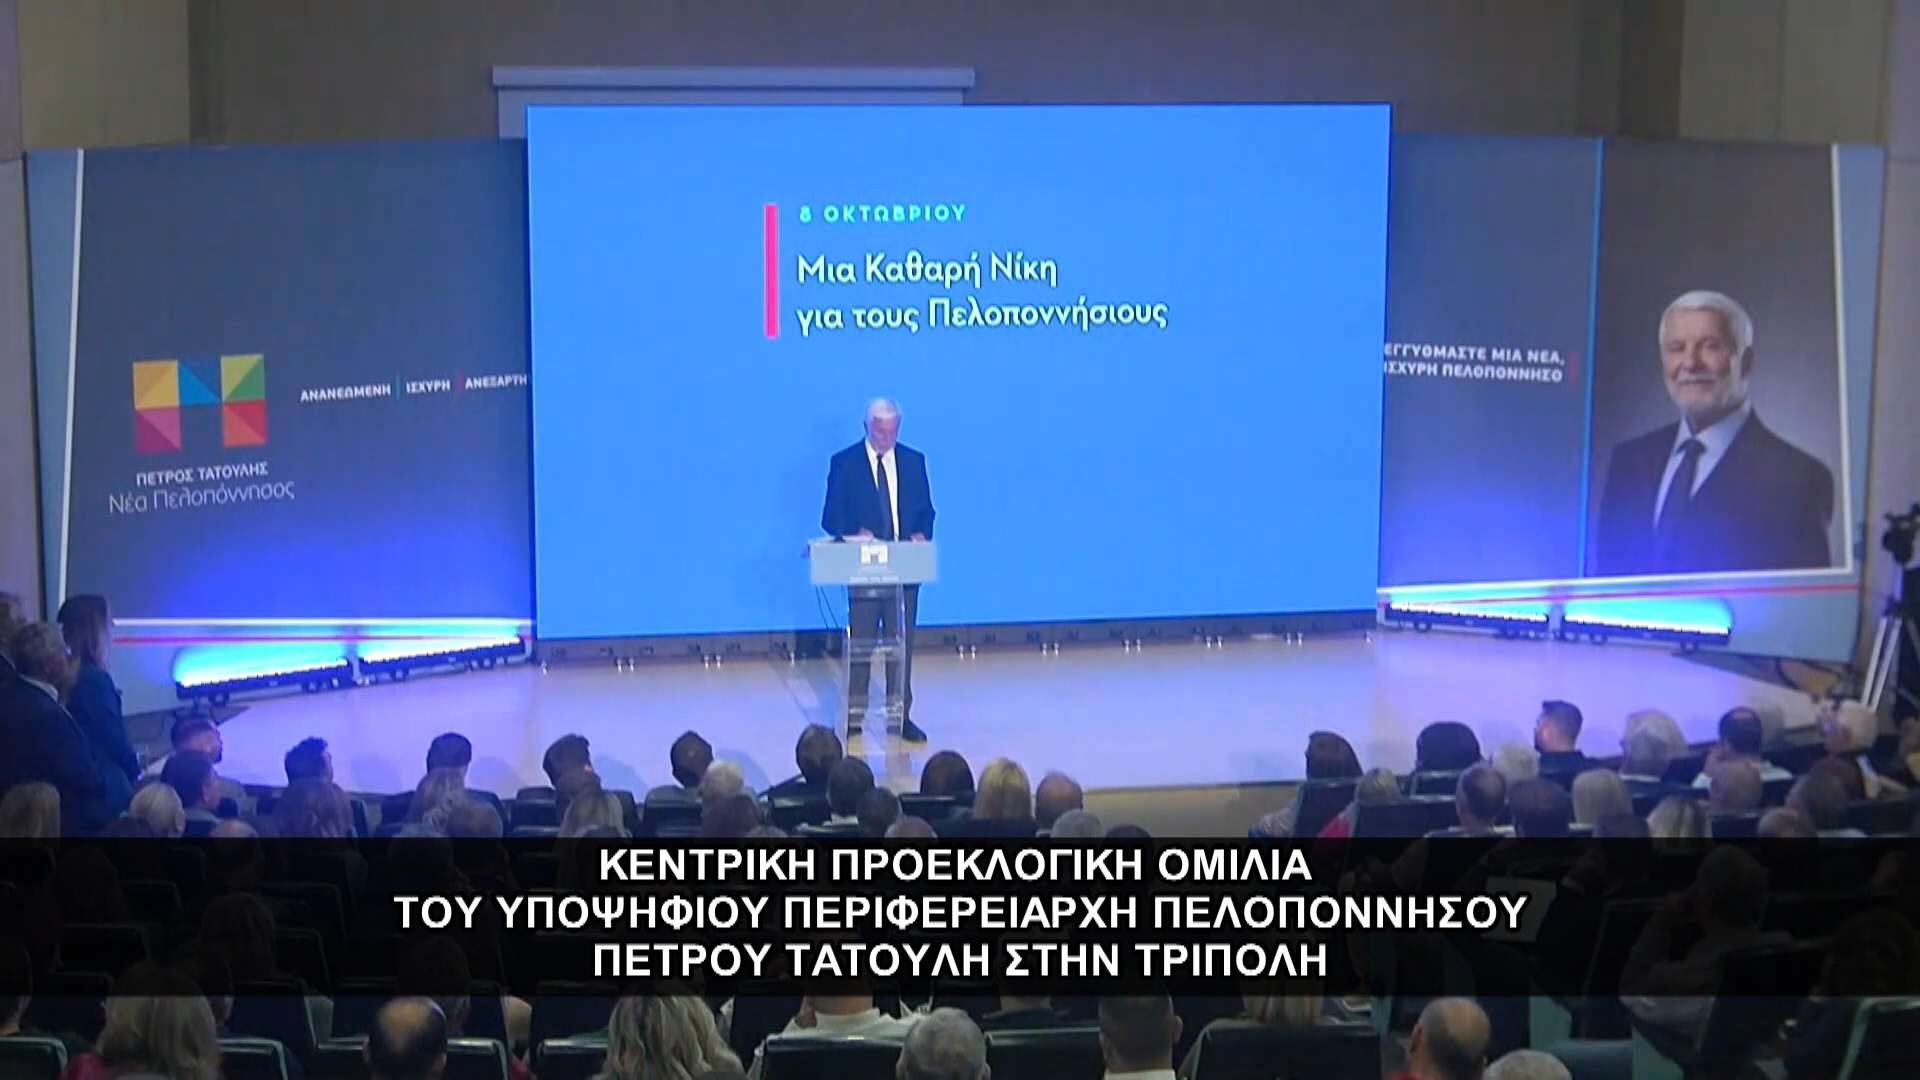 8 ΟΚΤΩΒΡΙΟΥ
Μια Καθαρή Νίκη
για τους Πελοποννήσιους
ΠΕΤΡΟΣ ΤΑΤΟΥΛΗΣ
Νέα Πελοπόννησος
ΑΝΑΝΕΩΜΕΝΗ | ΙΣΧΥΡΗ | ΑΝΕΞΑΡΤΗ
ΕΓΓΥΟΜΑΣΤΕ ΜΙΑ ΝΕΑ,
ΙΣΧΥΡΗ ΠΕΛΟΠΟΝΝΗΣΟ
ΚΕΝΤΡΙΚΗ ΠΡΟΕΚΛΟΓΙΚΗ ΟΜΙΛΙΑ
ΤΟΥ ΥΠΟΨΗΦΙΟΥ ΠΕΡΙΦΕΡΕΙΑΡΧΗ ΠΕΛΟΠΟΝΝΗΣΟΥ
ΠΕΤΡΟΥ ΤΑΤΟΥΛΗ ΣΤΗΝ ΤΡΙΠΟΛΗ